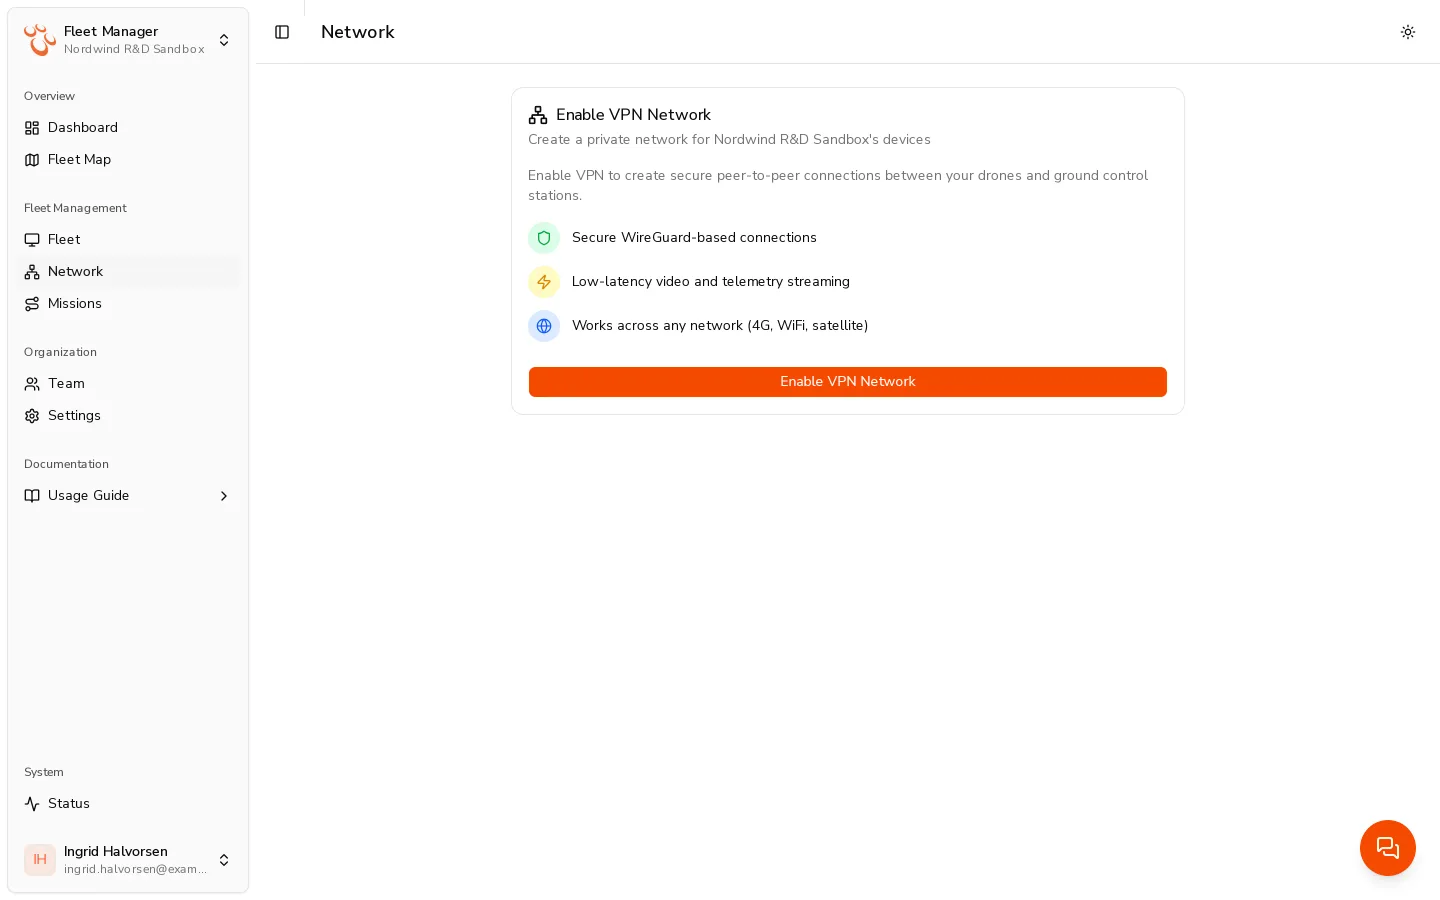 Fleet Manager
Nordwind R&D Sandbox
Overview
Dashboard
Fleet Map
Fleet Management
Fleet
Network
Missions
Organization
Team
Settings
Documentation
Usage Guide
System
Status
IH
Ingrid Halvorsen
ingrid.halvorsen@exam...
Network
Enable VPN Network
Create a private network for Nordwind R&D Sandbox's devices
Enable VPN to create secure peer-to-peer connections between your drones and ground control
stations.
Secure WireGuard-based connections
Low-latency video and telemetry streaming
Works across any network (4G, WiFi, satellite)
Enable VPN Network